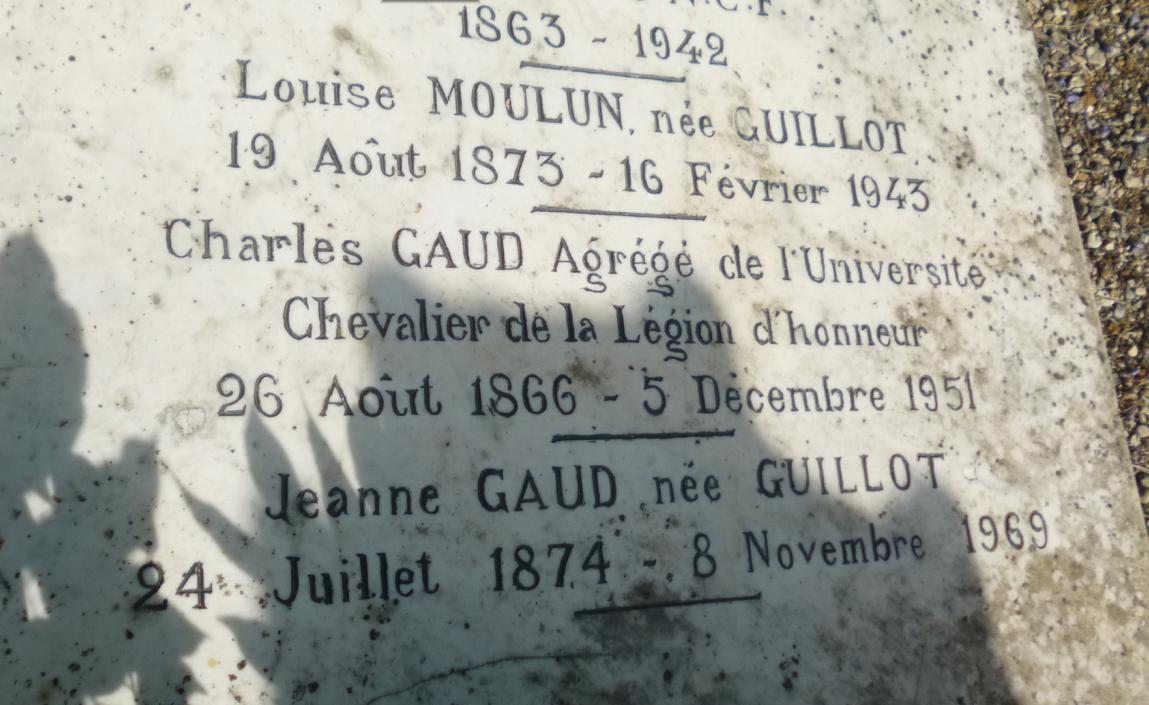 N.C.F.
1863 - 1942
Louise MOULUN, née GUILLOT
19 Août 1873 - 16 Février 1943
Charles GAUD Agrégé de l'Université
Chevalier de la Légion d'honneur
26 Août 1866 - 5 Décembre 1951
Jeanne GAUD née GUILLOT
24 Juillet 1874 - 8 Novembre 1969